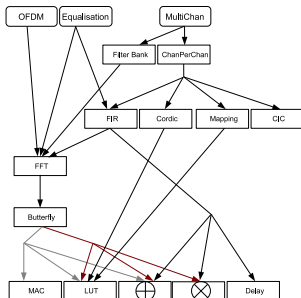 OFDM
Equalisation
MultiChan
Filter Bank
ChanPerChan
FIR
Cordic
Mapping
CIC
FFT
Butterfly
MAC
LUT
Delay